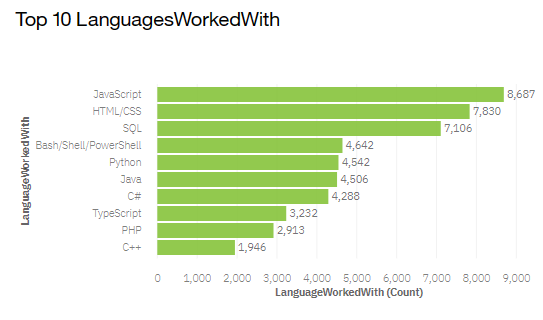 Top 10 LanguagesWorkedWith
LanguageWorkedWith
JavaScript 8,687
HTML/CSS 7,830
SQL 7,106
Bash/Shell/PowerShell 4,642
Python 4,542
Java 4,506
C# 4,288
TypeScript 3,232
PHP 2,913
C++ 1,946
0 1,000 2,000 3,000 4,000 5,000 6,000 7,000 8,000 9,000
LanguageWorkedWith (Count)